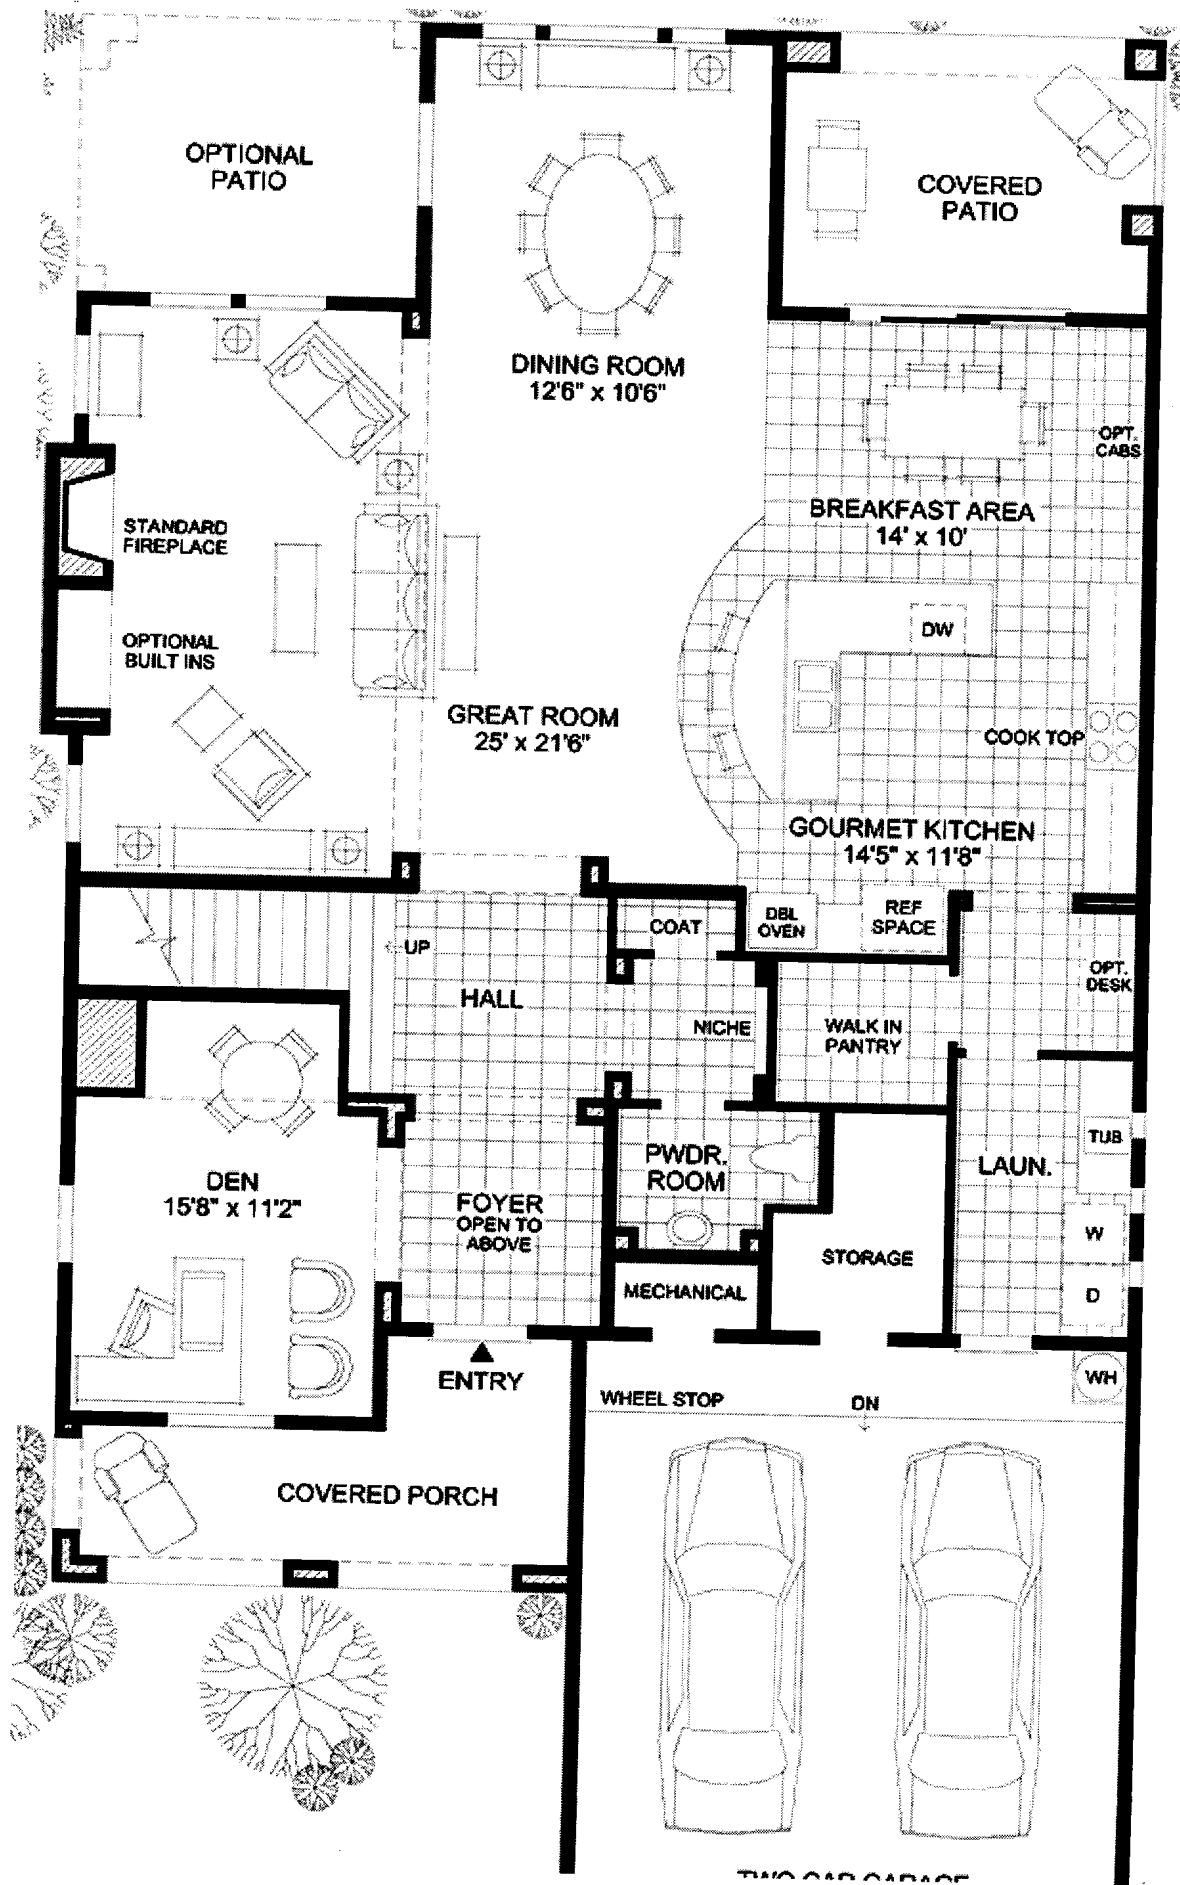 OPTIONAL
PATIO
COVERED
PATIO
DINING ROOM
12'6" x 10'6"
OPT.
CABS
BREAKFAST AREA
14' x 10'
STANDARD
FIREPLACE
OPTIONAL
BUILT INS
DW
GREAT ROOM
25' x 21'6"
COOK TOP
GOURMET KITCHEN
14'5" x 11'8"
UP
HALL
COAT
DBL
OVEN
REF
SPACE
NICHE
WALK IN
PANTRY
OPT.
DESK
DEN
15'8" x 11'2"
FOYER
OPEN TO
ABOVE
PWDR.
ROOM
LAUN.
TUB
W
D
STORAGE
MECHANICAL
ENTRY
WHEEL STOP
DN
WH
COVERED PORCH
TWO CAR GARAGE